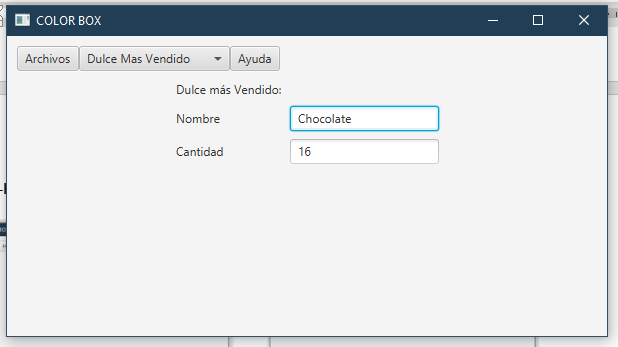 COLOR BOX
Archivos Dulce Mas Vendido Ayuda
Dulce más Vendido:
Nombre Chocolate
Cantidad 16